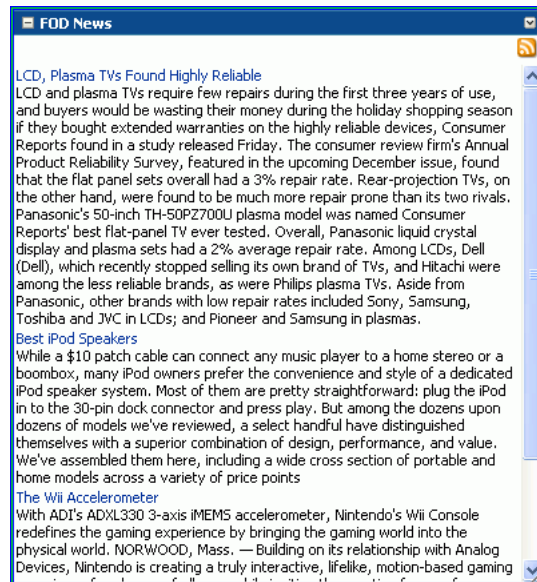 FOD News
LCD, Plasma TVs Found Highly Reliable
LCD and plasma TVs require few repairs during the first three years of use,
and buyers would be wasting their money during the holiday shopping season
if they bought extended warranties on the highly reliable devices, Consumer
Reports found in a study released Friday. The consumer review firm's Annual
Product Reliability Survey, featured in the upcoming December issue, found
that the flat panel sets overall had a 3% repair rate. Rear-projection TVs, on
the other hand, were found to be much more repair prone than its two rivals.
Panasonic's 50-inch TH-50PZ700U plasma model was named Consumer
Reports' best flat-panel TV ever tested. Overall, Panasonic liquid crystal
display and plasma sets had a 2% average repair rate. Among LCDs, Dell
(Dell), which recently stopped selling its own brand of TVs, and Hitachi were
among the less reliable brands, as were Philips plasma TVs. Aside from
Panasonic, other brands with low repair rates included Sony, Samsung,
Toshiba and JVC in LCDs; and Pioneer and Samsung in plasmas.
Best iPod Speakers
While a $10 patch cable can connect any music player to a home stereo or a
boombox, many iPod owners prefer the convenience and style of a dedicated
iPod speaker system. Most of them are pretty straightforward: plug the iPod
in to the 30-pin dock connector and press play. But among the dozens upon
dozens of models we've reviewed, a select handful have distinguished
themselves with a superior combination of design, performance, and value.
We've assembled them here, including a wide cross section of portable and
home models across a variety of price points
The Wii Accelerometer
With ADI's ADXL330 3-axis iMEMS accelerometer, Nintendo's Wii Console
redefines the gaming experience by bringing the gaming world into the
physical world. NORWOOD, Mass. — Building on its relationship with Analog
Devices, Nintendo is creating a truly interactive, lifelike, motion-based gaming